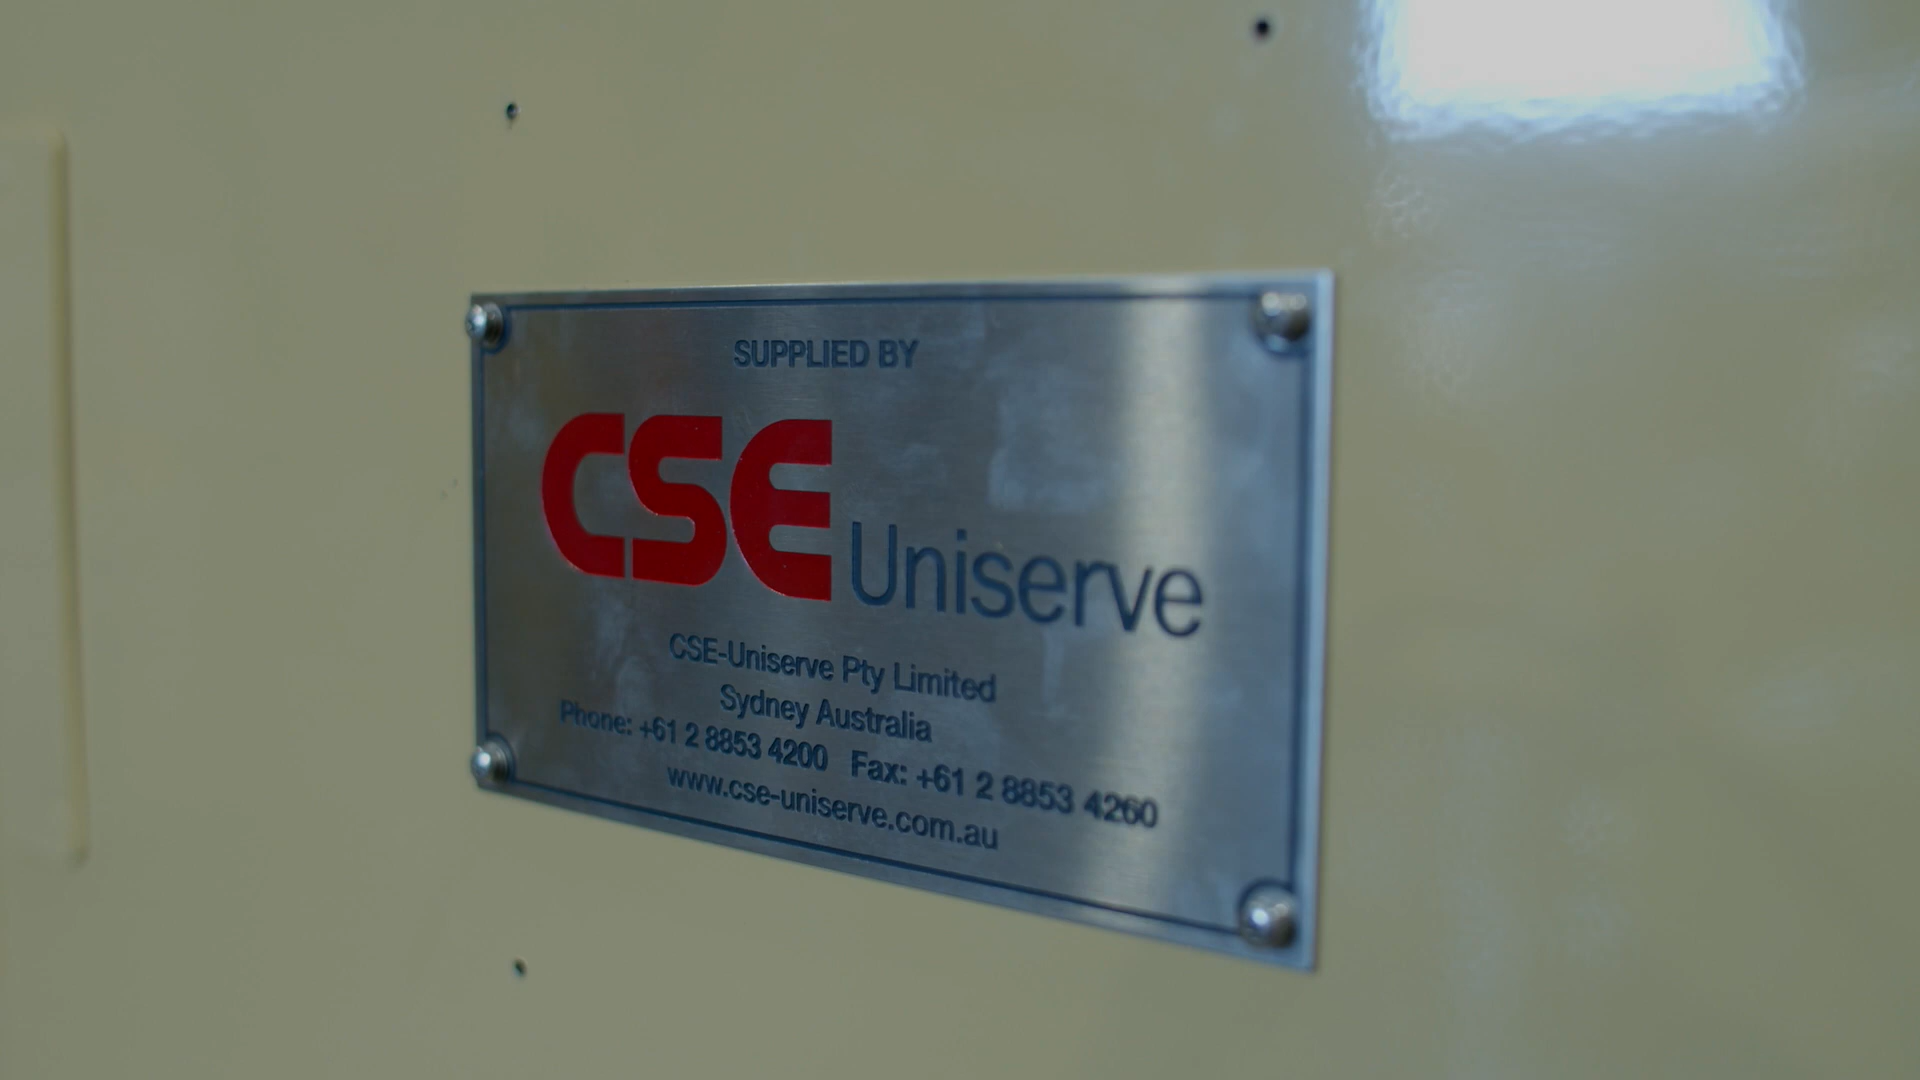 SUPPLIED BY
CSE Uniserve
CSE-Uniserve Pty Limited
Sydney Australia
Phone: +61 2 8853 4200 Fax: +61 2 8853 4260
www.cse-uniserve.com.au